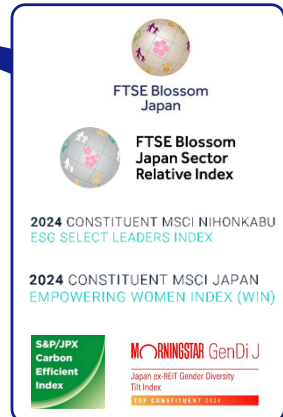 FTSE Blossom
Japan
FTSE Blossom
Japan Sector
Relative Index
2024 CONSTITUENT MSCI NIHONKABU
ESG SELECT LEADERS INDEX
2024 CONSTITUENT MSCI JAPAN
EMPOWERING WOMEN INDEX (WIN)
S&P/JPX
Carbon
Efficient
Index
MORNINGSTAR GenDi J
Japan ex-REIT Gender Diversity
Tilt Index
TOP CONSTITUENT 2024